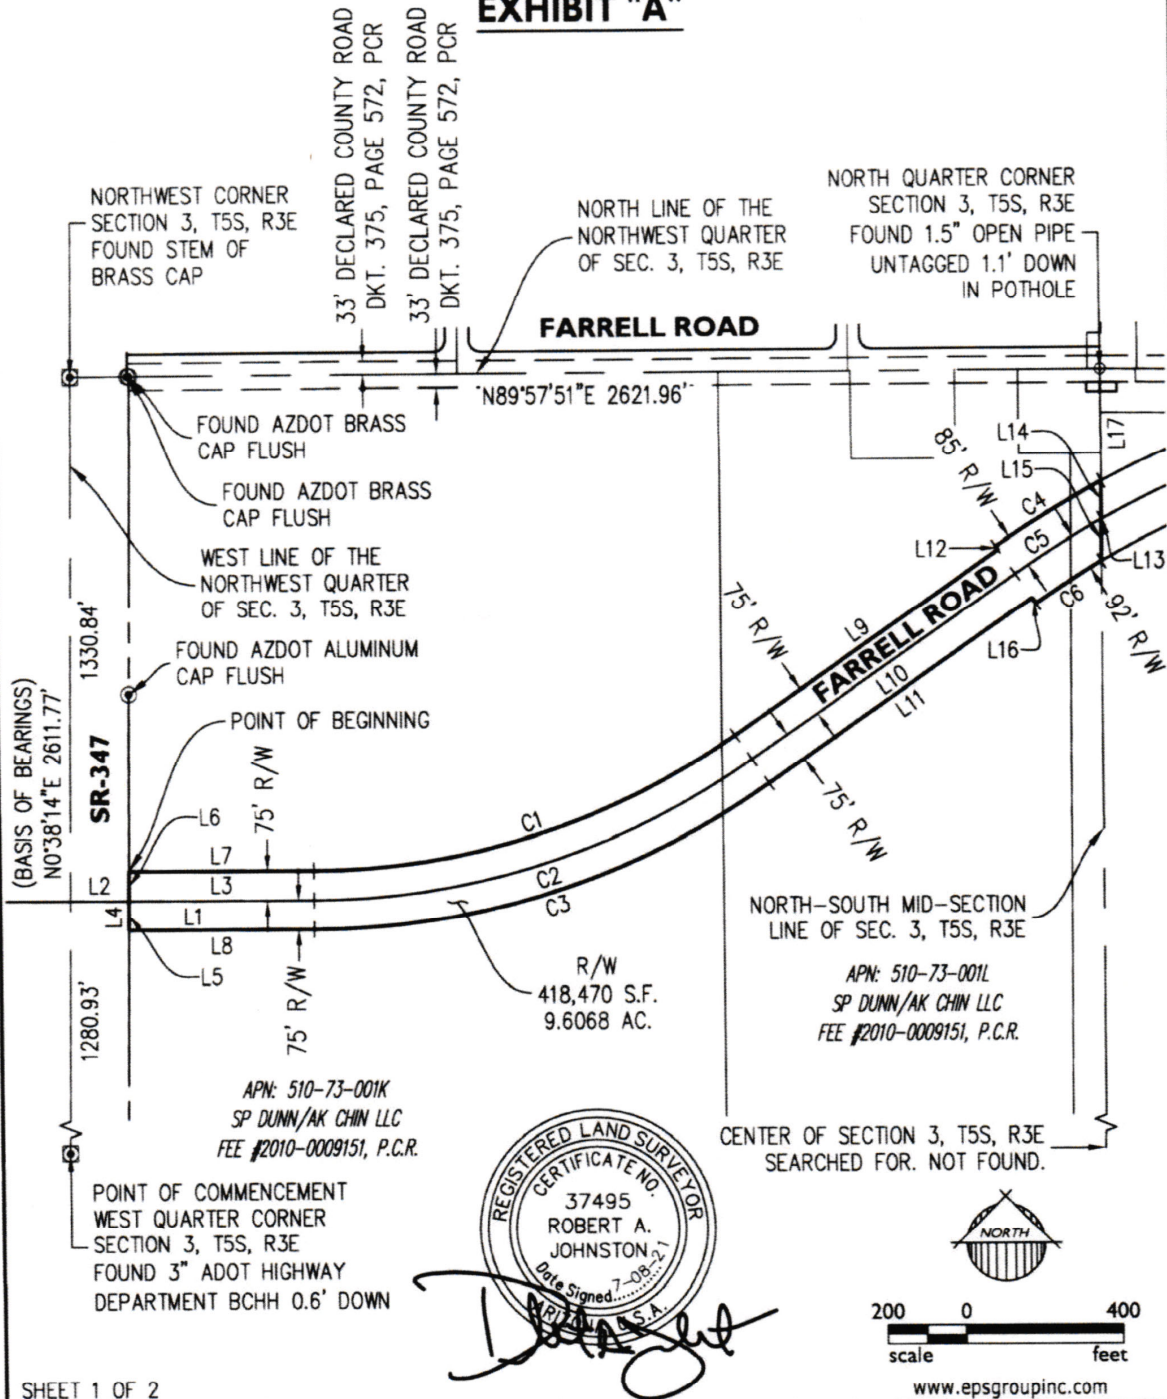 EXHIBIT "A"
33' DECLARED COUNTY ROAD
DKT. 375, PAGE 572, PCR
33' DECLARED COUNTY ROAD
DKT. 375, PAGE 572, PCR
NORTHWEST CORNER
SECTION 3, T5S, R3E
FOUND STEM OF
BRASS CAP
NORTH LINE OF THE
NORTHWEST QUARTER
OF SEC. 3, T5S, R3E
NORTH QUARTER CORNER
SECTION 3, T5S, R3E
FOUND 1.5" OPEN PIPE
UNTAGGED 1.1' DOWN
IN POTHOLE
FARRELL ROAD
N89°57'51"E 2621.96'
FOUND AZDOT BRASS
CAP FLUSH
FOUND AZDOT BRASS
CAP FLUSH
WEST LINE OF THE
NORTHWEST QUARTER
OF SEC. 3, T5S, R3E
FOUND AZDOT ALUMINUM
CAP FLUSH
POINT OF BEGINNING
1330.84'
(BASIS OF BEARINGS)
N0°38'14"E 2611.77'
SR-347
L2
L4
L6
L7
L3
L1
L8
L5
75' R/W
75' R/W
1280.93'
C1
C2
C3
75' R/W
75' R/W
L9
FARRELL ROAD
L10
L11
85' R/W
L12
C4
C5
C6
L14
L15
L17
L13
L16
92' R/W
R/W
418,470 S.F.
9.6068 AC.
NORTH-SOUTH MID-SECTION
LINE OF SEC. 3, T5S, R3E
APN: 510-73-001L
SP DUNN/AK CHIN LLC
FEE #2010-0009151, P.C.R.
APN: 510-73-001K
SP DUNN/AK CHIN LLC
FEE #2010-0009151, P.C.R.
CENTER OF SECTION 3, T5S, R3E
SEARCHED FOR. NOT FOUND.
POINT OF COMMENCEMENT
WEST QUARTER CORNER
SECTION 3, T5S, R3E
FOUND 3" ADOT HIGHWAY
DEPARTMENT BCHH 0.6' DOWN
REGISTERED LAND SURVEYOR
CERTIFICATE NO.
37495
ROBERT A.
JOHNSTON
Date Signed 7-08-21
ARIZONA U.S.A.
NORTH
200 0 400
scale feet
www.epsgroupinc.com
SHEET 1 OF 2